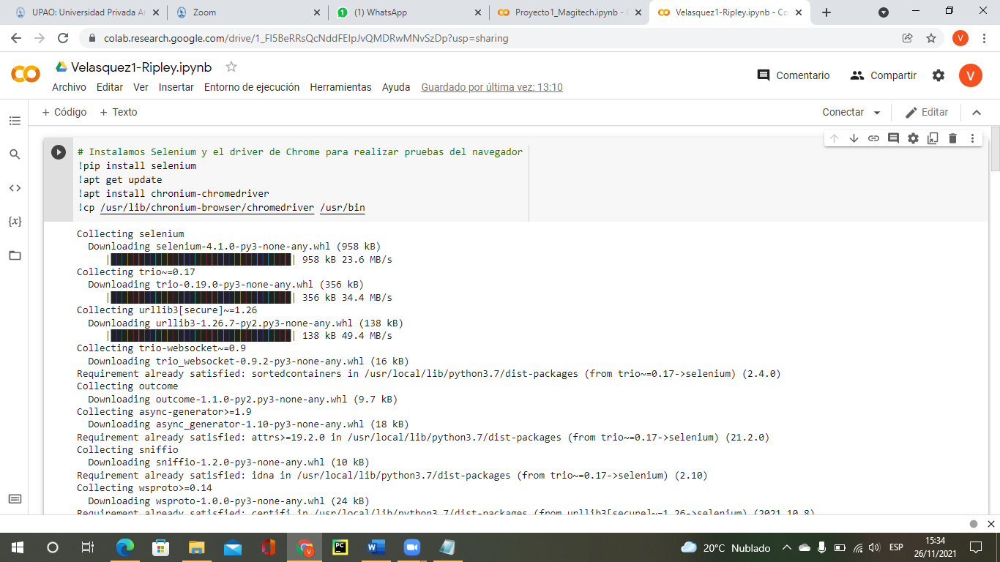 UPAO: Universidad Privada A
Zoom
(1) WhatsApp
Proyecto1_Magitech.ipynb -
Velasquez1-Ripley.ipynb - Co
colab.research.google.com/drive/1_FI5BeRRsQcNddFEIpJvQMDRwMNvSzDp?usp=sharing
V
Velasquez1-Ripley.ipynb
Comentario
Compartir
V
Archivo Editar Ver Insertar Entorno de ejecución Herramientas Ayuda Guardado por última vez: 13:10
+ Código + Texto
Conectar
Editar
# Instalamos Selenium y el driver de Chrome para realizar pruebas del navegador
!pip install selenium
!apt get update
!apt install chronium-chromedriver
!cp /usr/lib/chronium-browser/chromedriver /usr/bin
Collecting selenium
Downloading selenium-4.1.0-py3-none-any.whl (958 kB)
| | 958 kB 23.6 MB/s
Collecting trio~=0.17
Downloading trio-0.19.0-py3-none-any.whl (356 kB)
| | 356 kB 34.4 MB/s
Collecting urllib3[secure]~=1.26
Downloading urllib3-1.26.7-py2.py3-none-any.whl (138 kB)
| | 138 kB 49.4 MB/s
Collecting trio-websocket~=0.9
Downloading trio_websocket-0.9.2-py3-none-any.whl (16 kB)
Requirement already satisfied: sortedcontainers in /usr/local/lib/python3.7/dist-packages (from trio~=0.17->selenium) (2.4.0)
Collecting outcome
Downloading outcome-1.1.0-py2.py3-none-any.whl (9.7 kB)
Collecting async-generator>=1.9
Downloading async_generator-1.10-py3-none-any.whl (18 kB)
Requirement already satisfied: attrs>=19.2.0 in /usr/local/lib/python3.7/dist-packages (from trio~=0.17->selenium) (21.2.0)
Collecting sniffio
Downloading sniffio-1.2.0-py3-none-any.whl (10 kB)
Requirement already satisfied: idna in /usr/local/lib/python3.7/dist-packages (from trio~=0.17->selenium) (2.10)
Collecting wsproto>=0.14
Downloading wsproto-1.0.0-py3-none-any.whl (24 kB)
Requirement already satisfied: certifi in /usr/local/lib/python3.7/dist-packages (from urllib3[secure]~=1.26->selenium) (2021.10.8)
20°C Nublado
ESP
15:34
26/11/2021